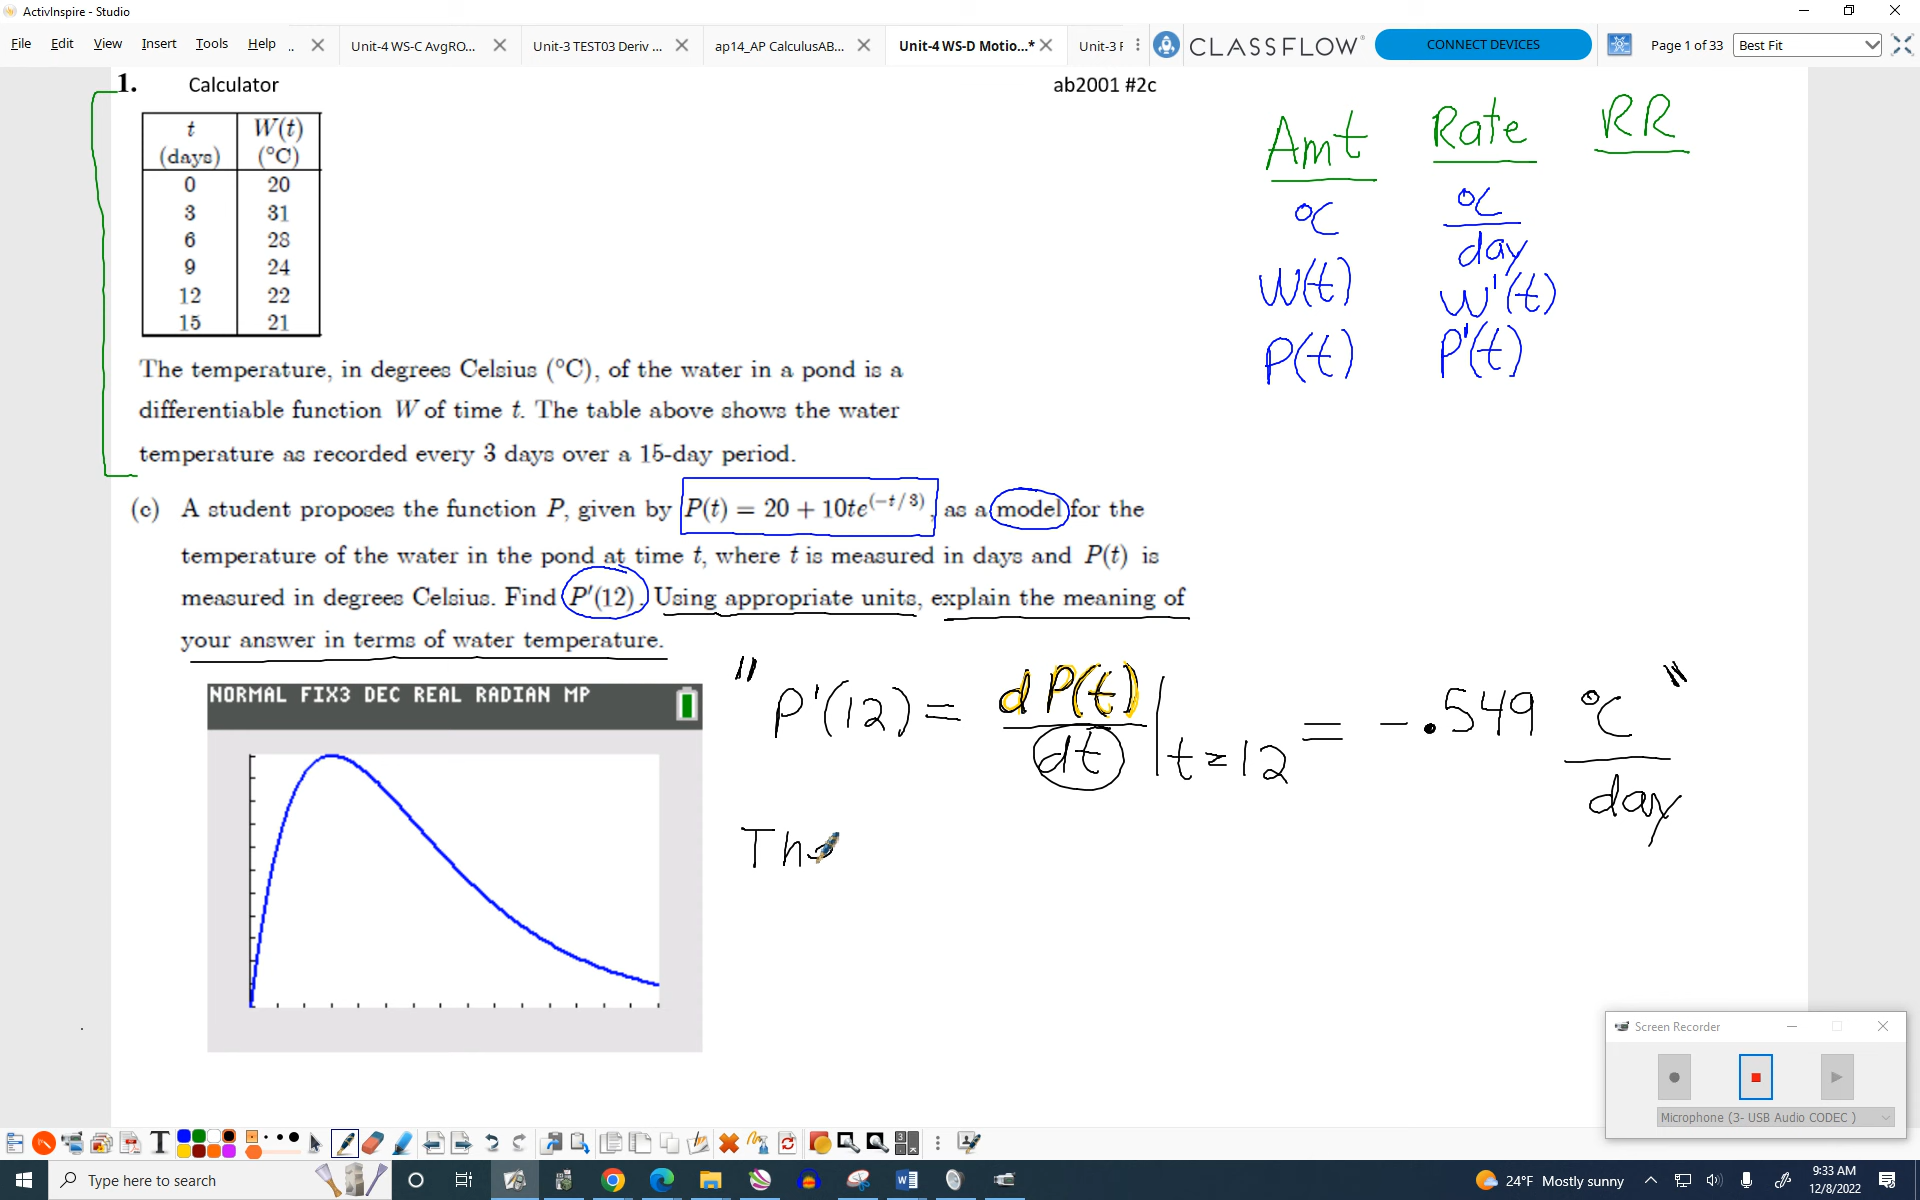 ActivInspire - Studio
File Edit View Insert Tools Help .. Unit-4 WS-C AvgRO... Unit-3 TEST03 Deriv ... ap14_AP CalculusAB... Unit-4 WS-D Motio...* Unit-3 F CLASSFLOW CONNECT DEVICES Page 1 of 33 Best Fit
1. Calculator ab2001 #2c
t W(t)
(days) (°C)
0 20
3 31
6 28
9 24
12 22
15 21
Amt Rate RR
°C °C/day
W(t) W'(t)
P(t) P'(t)
The temperature, in degrees Celsius (°C), of the water in a pond is a
differentiable function W of time t. The table above shows the water
temperature as recorded every 3 days over a 15-day period.
(c) A student proposes the function P, given by P(t) = 20 + 10te^(−t/3), as a model for the
temperature of the water in the pond at time t, where t is measured in days and P(t) is
measured in degrees Celsius. Find P′(12). Using appropriate units, explain the meaning of
your answer in terms of water temperature.
NORMAL FIX3 DEC REAL RADIAN MP
" P'(12) = dP(t)/dt | t=12 = -.549 °C/day "
The
Screen Recorder
Microphone (3- USB Audio CODEC )
Type here to search
24°F Mostly sunny
9:33 AM
12/8/2022